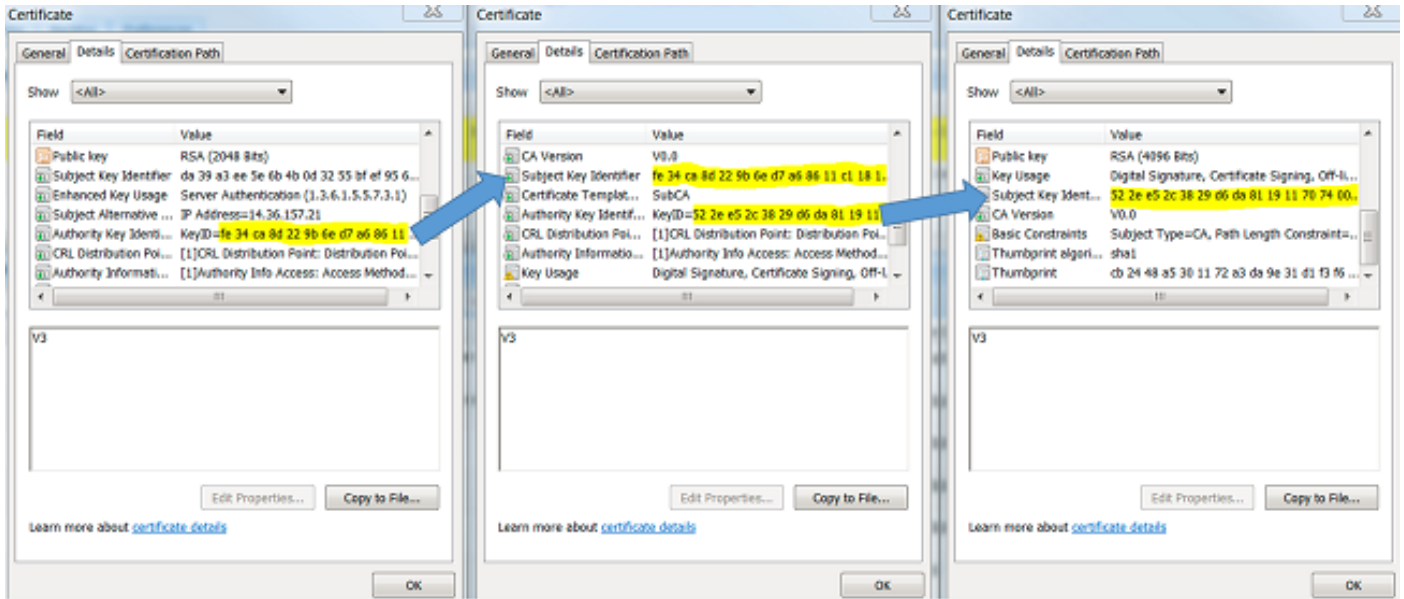 Certificate
General Details Certification Path
Show <All>
Field Value
Public key RSA (2048 Bits)
Subject Key Identifier da 39 a3 ee 5e 6b 4b 0d 32 55 bf ef 95 6...
Enhanced Key Usage Server Authentication (1.3.6.1.5.5.7.3.1)
Subject Alternative ... IP Address=14.36.157.21
Authority Key Identi... KeyID=fe 34 ca 8d 22 9b 6e d7 a6 86 11 ...
CRL Distribution Poi... [1]CRL Distribution Point: Distribution Poi...
Authority Informati... [1]Authority Info Access: Access Method...
V3
Edit Properties... Copy to File...
Learn more about certificate details
OK
Certificate
General Details Certification Path
Show <All>
Field Value
CA Version V0.0
Subject Key Identifier fe 34 ca 8d 22 9b 6e d7 a6 86 11 c1 18 1..
Certificate Templat... SubCA
Authority Key Identif... KeyID=52 2e e5 2c 38 29 d6 da 81 19 11
CRL Distribution Poi... [1]CRL Distribution Point: Distribution Poi..
Authority Informatio... [1]Authority Info Access: Access Method...
Key Usage Digital Signature, Certificate Signing, Off-l..
V3
Edit Properties... Copy to File...
Learn more about certificate details
OK
Certificate
General Details Certification Path
Show <All>
Field Value
Public key RSA (4096 Bits)
Key Usage Digital Signature, Certificate Signing, Off-li...
Subject Key Ident... 52 2e e5 2c 38 29 d6 da 81 19 11 70 74 00..
CA Version V0.0
Basic Constraints Subject Type=CA, Path Length Constraint=...
Thumbprint algori... sha1
Thumbprint cb 24 48 a5 30 11 72 a3 da 9e 31 d1 f3 f6 ...
V3
Edit Properties... Copy to File...
Learn more about certificate details
OK